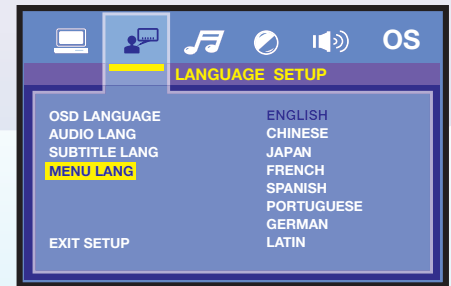 OS
LANGUAGE SETUP
OSD LANGUAGE
AUDIO LANG
SUBTITLE LANG
MENU LANG
EXIT SETUP
ENGLISH
CHINESE
JAPAN
FRENCH
SPANISH
PORTUGUESE
GERMAN
LATIN